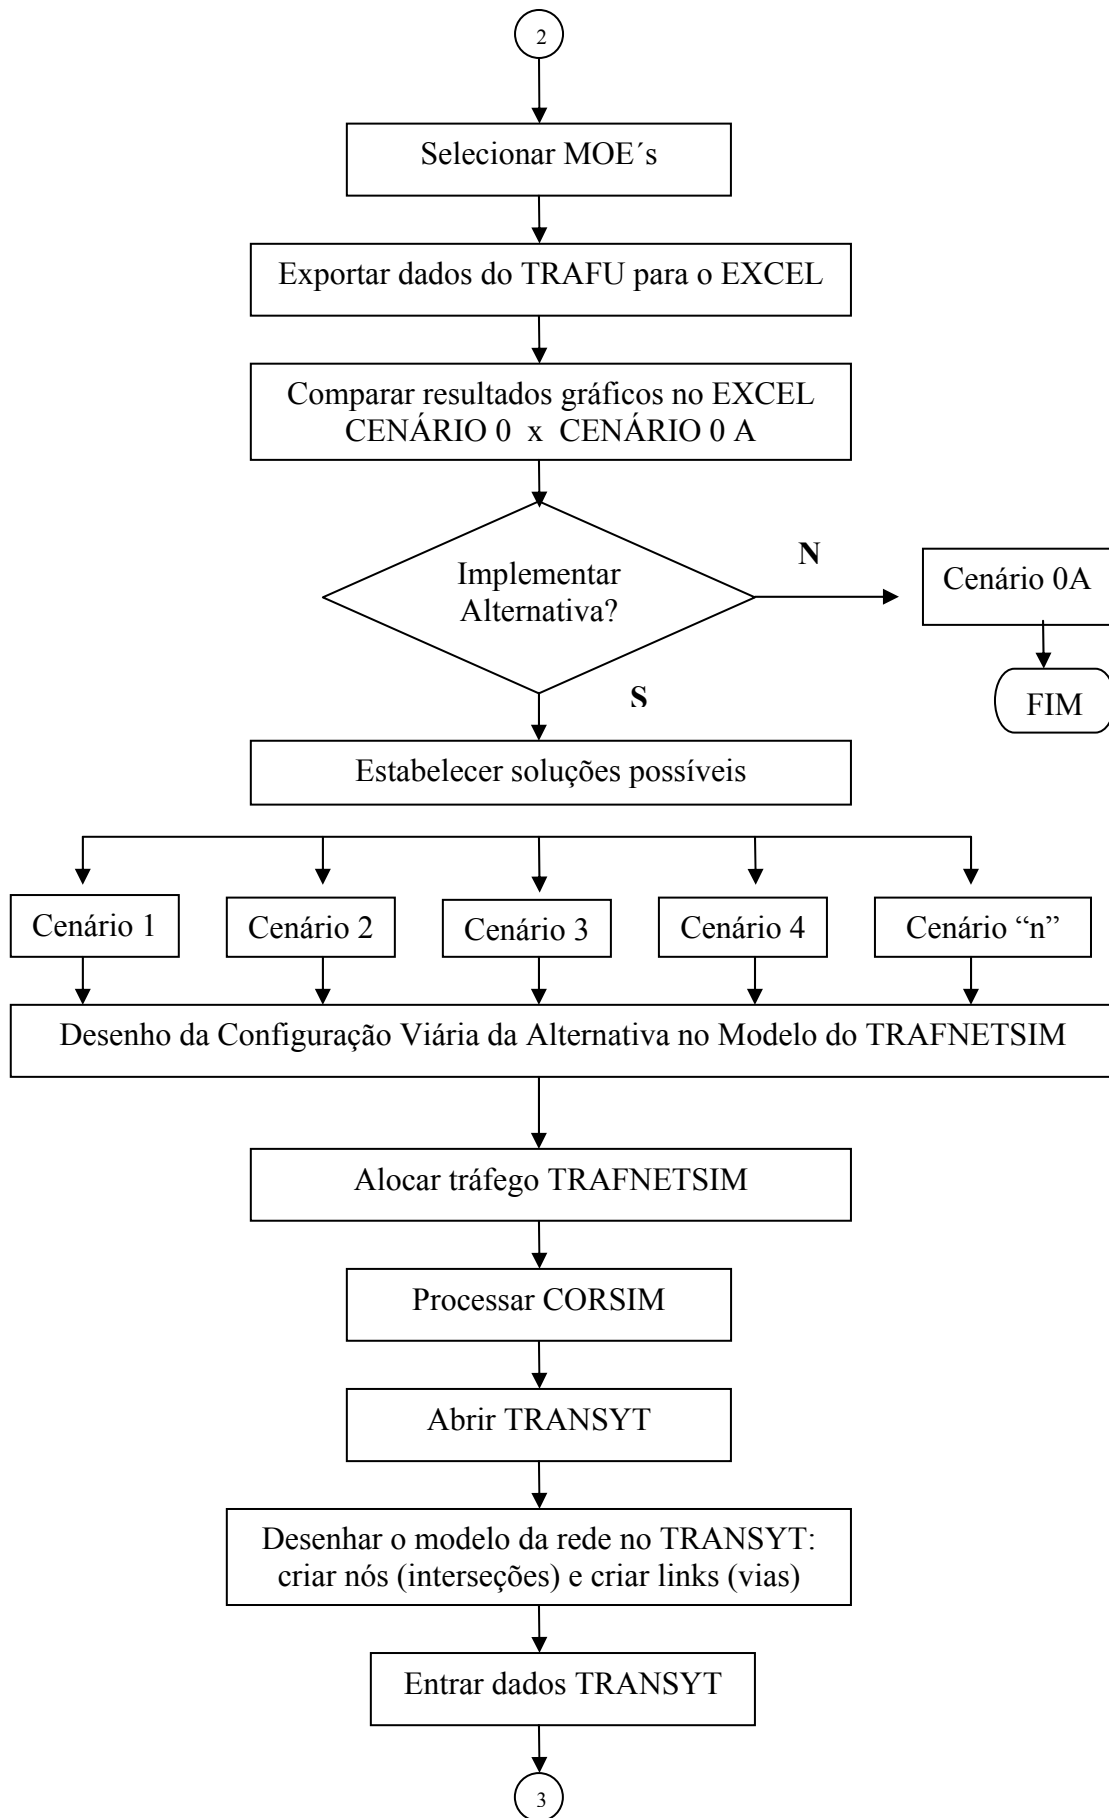 2
Selecionar MOE´s
Exportar dados do TRAFU para o EXCEL
Comparar resultados gráficos no EXCEL
CENÁRIO 0 x CENÁRIO 0 A
Implementar
Alternativa?
N
Cenário 0A
FIM
S
Estabelecer soluções possíveis
Cenário 1
Cenário 2
Cenário 3
Cenário 4
Cenário “n”
Desenho da Configuração Viária da Alternativa no Modelo do TRAFNETSIM
Alocar tráfego TRAFNETSIM
Processar CORSIM
Abrir TRANSYT
Desenhar o modelo da rede no TRANSYT:
criar nós (interseções) e criar links (vias)
Entrar dados TRANSYT
3